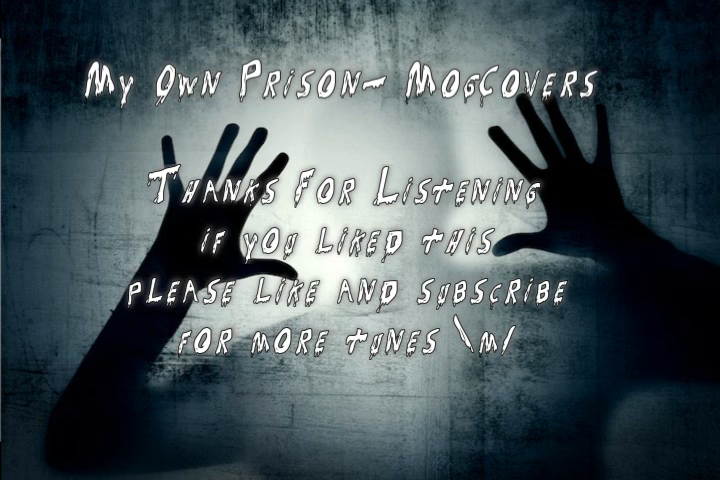 My Own Prison- MogCovers
Thanks For Listening
if you liked this
please like and subscribe
for more tunes \m/